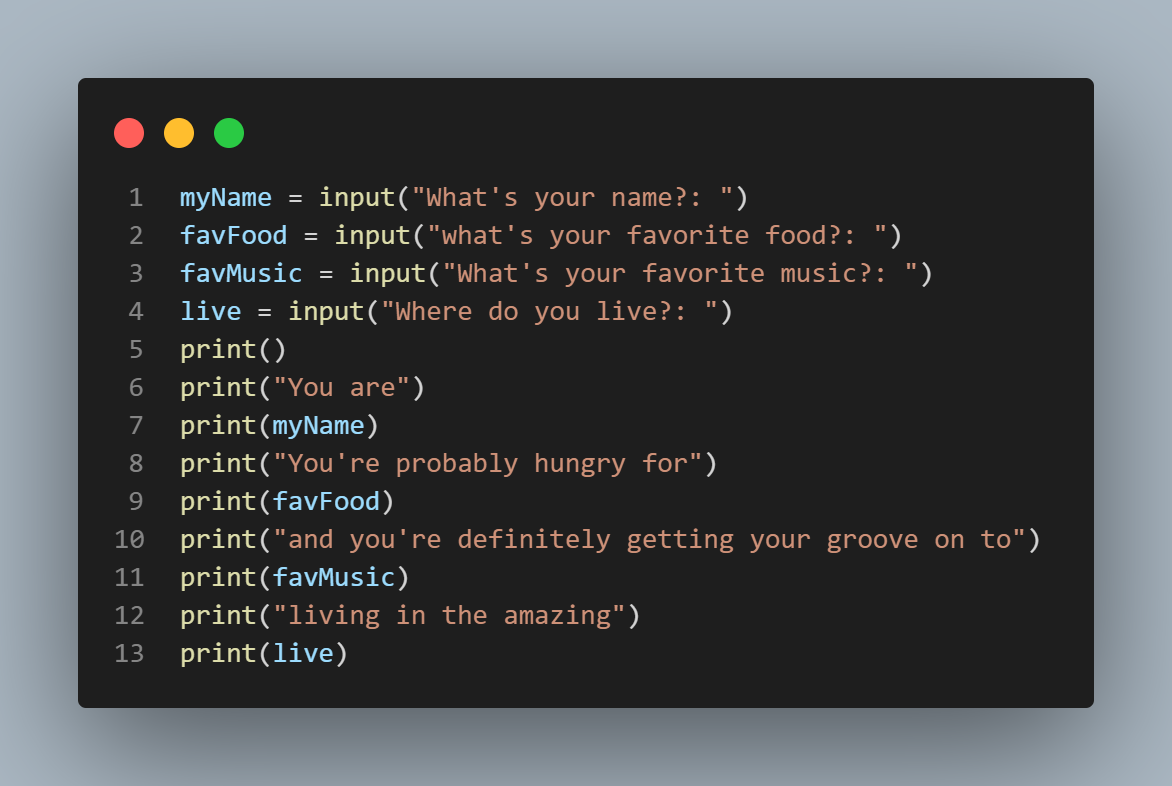 1 myName = input("What's your name?: ")
2 favFood = input("what's your favorite food?: ")
3 favMusic = input("What's your favorite music?: ")
4 live = input("Where do you live?: ")
5 print()
6 print("You are")
7 print(myName)
8 print("You're probably hungry for")
9 print(favFood)
10 print("and you're definitely getting your groove on to")
11 print(favMusic)
12 print("living in the amazing")
13 print(live)